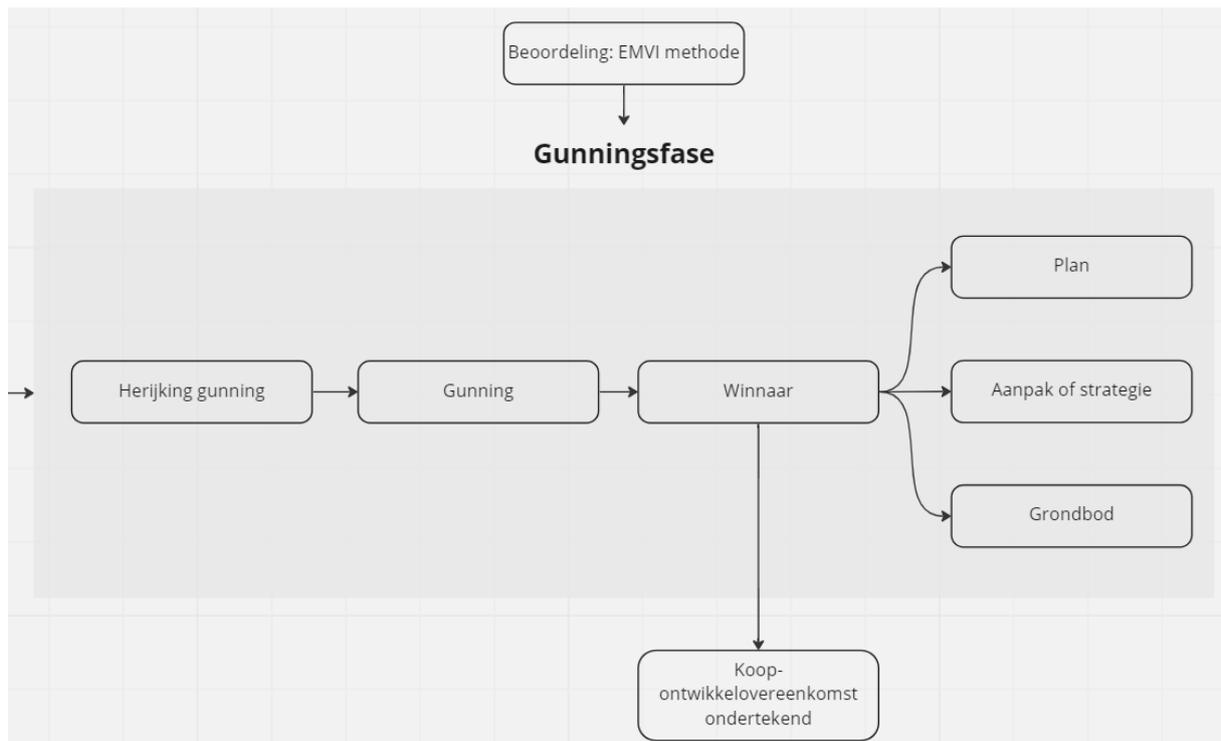 Beoordeling: EMVI methode
Gunningsfase
Plan
Herijking gunning
Gunning
Winnaar
Aanpak of strategie
Grondbod
Koop-
ontwikkelovereenkomst
ondertekend